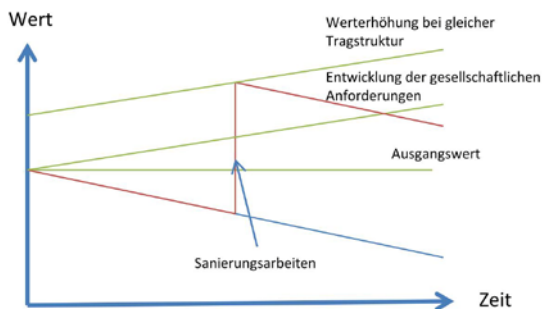 Wert
Werterhöhung bei gleicher
Tragstruktur
Entwicklung der gesellschaftlichen
Anforderungen
Ausgangswert
Sanierungsarbeiten
Zeit